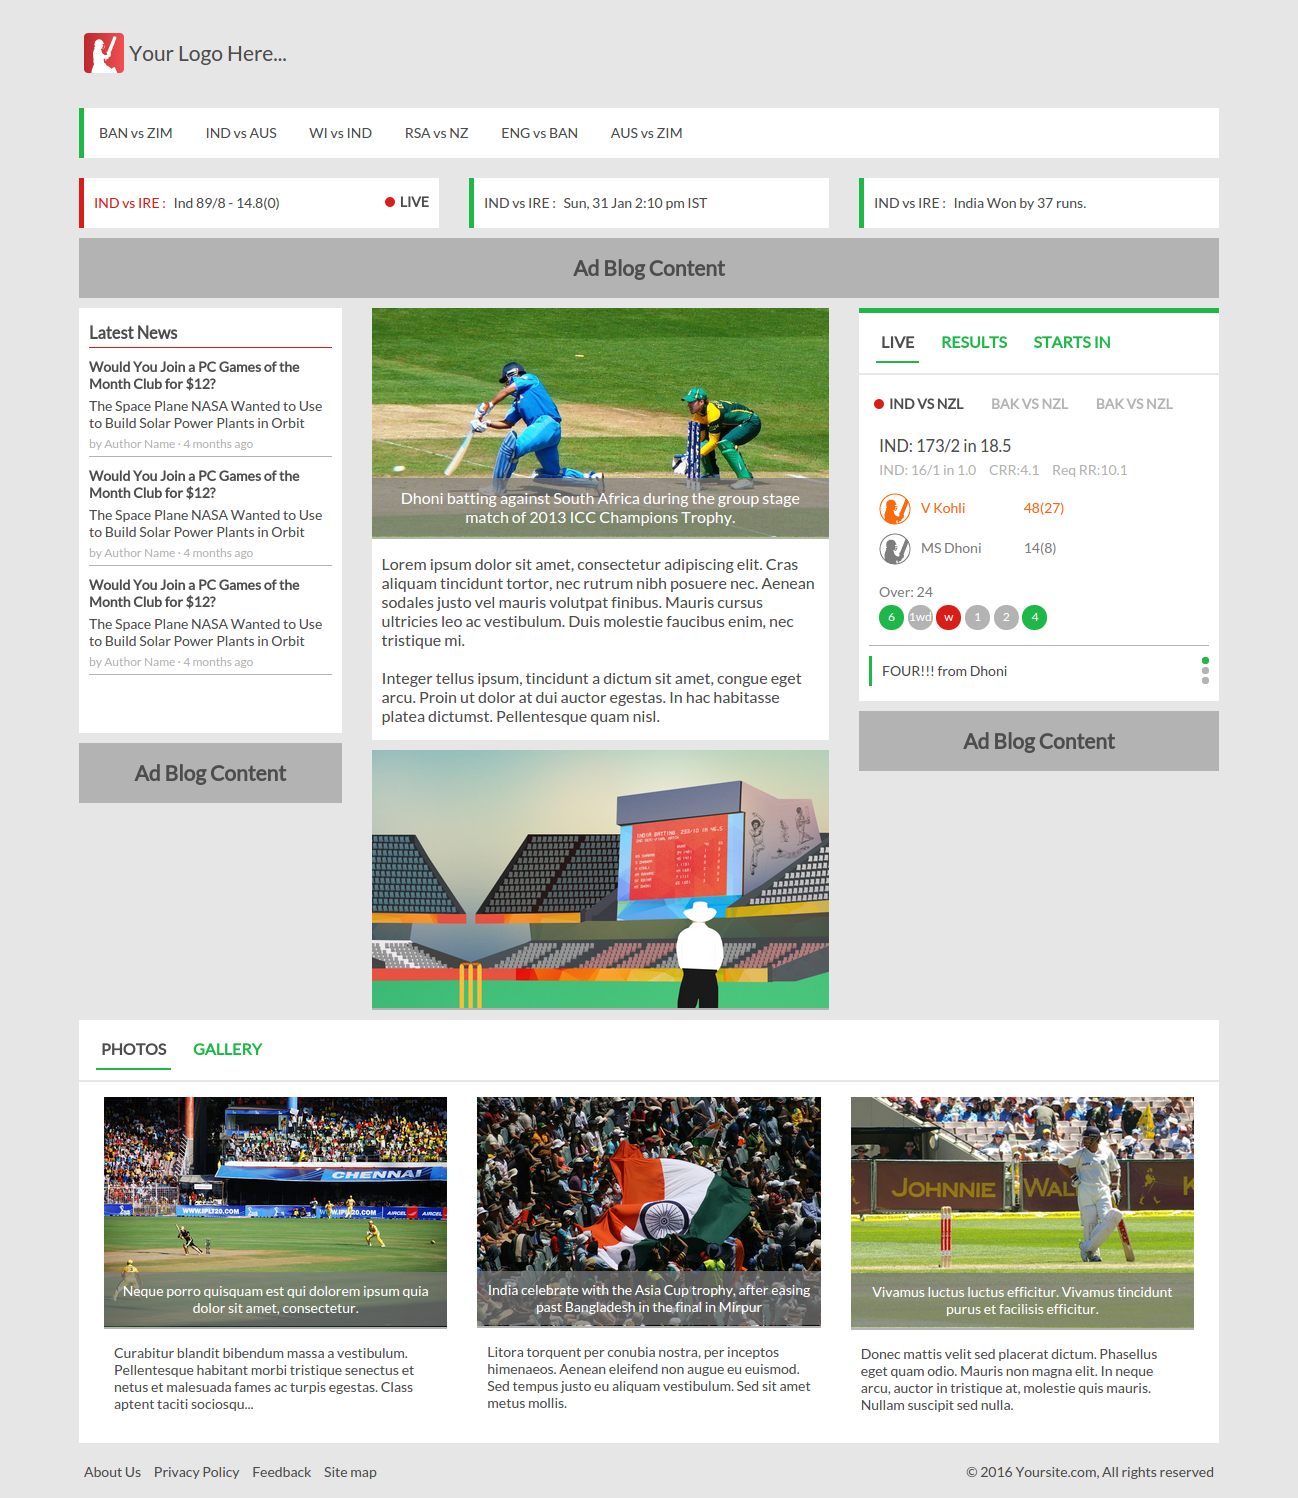 Your Logo Here...
BAN vs ZIM IND vs AUS WI vs IND RSA vs NZ ENG vs BAN AUS vs ZIM
IND vs IRE : Ind 89/8 - 14.8(0) LIVE
IND vs IRE : Sun, 31 Jan 2:10 pm IST
IND vs IRE : India Won by 37 runs.
Ad Blog Content
Latest News
Would You Join a PC Games of the
Month Club for $12?
The Space Plane NASA Wanted to Use
to Build Solar Power Plants in Orbit
by Author Name · 4 months ago
Would You Join a PC Games of the
Month Club for $12?
The Space Plane NASA Wanted to Use
to Build Solar Power Plants in Orbit
by Author Name · 4 months ago
Would You Join a PC Games of the
Month Club for $12?
The Space Plane NASA Wanted to Use
to Build Solar Power Plants in Orbit
by Author Name · 4 months ago
Ad Blog Content
Dhoni batting against South Africa during the group stage
match of 2013 ICC Champions Trophy.
Lorem ipsum dolor sit amet, consectetur adipiscing elit. Cras
aliquam tincidunt tortor, nec rutrum nibh posuere nec. Aenean
sodales justo vel mauris volutpat finibus. Mauris cursus
ultricies leo ac vestibulum. Duis molestie faucibus enim, nec
tristique mi.
Integer tellus ipsum, tincidunt a dictum sit amet, congue eget
arcu. Proin ut dolor at dui auctor egestas. In hac habitasse
platea dictumst. Pellentesque quam nisl.
INDIA BATTING
LIVE RESULTS STARTS IN
IND VS NZL BAK VS NZL BAK VS NZL
IND: 173/2 in 18.5
IND: 16/1 in 1.0 CRR:4.1 Req RR:10.1
V Kohli 48(27)
MS Dhoni 14(8)
Over: 24
6 1wd w 1 2 4
FOUR!!! from Dhoni
Ad Blog Content
PHOTOS GALLERY
CHENNAI
WWW.IPLT20.COM
AIRCEL AIRCEL
Neque porro quisquam est qui dolorem ipsum quia
dolor sit amet, consectetur.
Curabitur blandit bibendum massa a vestibulum.
Pellentesque habitant morbi tristique senectus et
netus et malesuada fames ac turpis egestas. Class
aptent taciti sociosqu...
India celebrate with the Asia Cup trophy, after easing
past Bangladesh in the final in Mirpur
Litora torquent per conubia nostra, per inceptos
himenaeos. Aenean eleifend non augue eu euismod.
Sed tempus justo eu aliquam vestibulum. Sed sit amet
metus mollis.
JOHNNIE WAL K
Vivamus luctus luctus efficitur. Vivamus tincidunt
purus et facilisis efficitur.
Donec mattis velit sed placerat dictum. Phasellus
eget quam odio. Mauris non magna elit. In neque
arcu, auctor in tristique at, molestie quis mauris.
Nullam suscipit sed nulla.
About Us Privacy Policy Feedback Site map
© 2016 Yoursite.com, All rights reserved